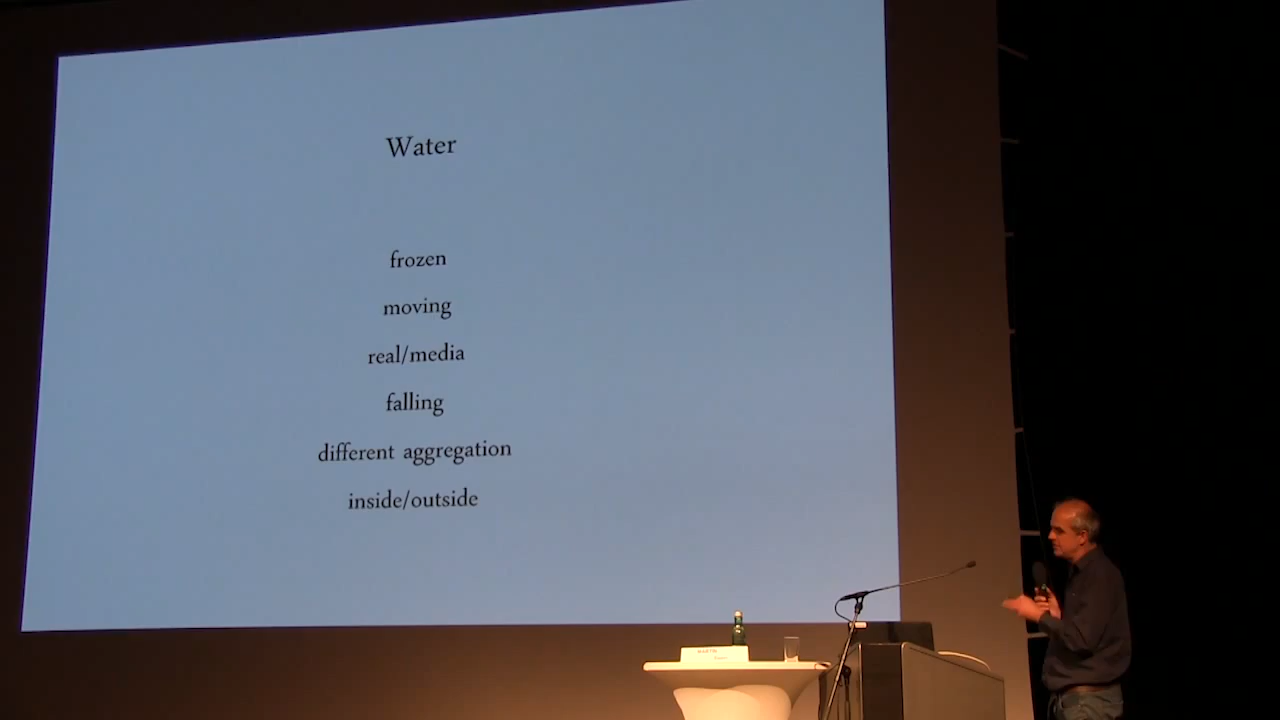 Water
frozen
moving
real/media
falling
different aggregation
inside/outside